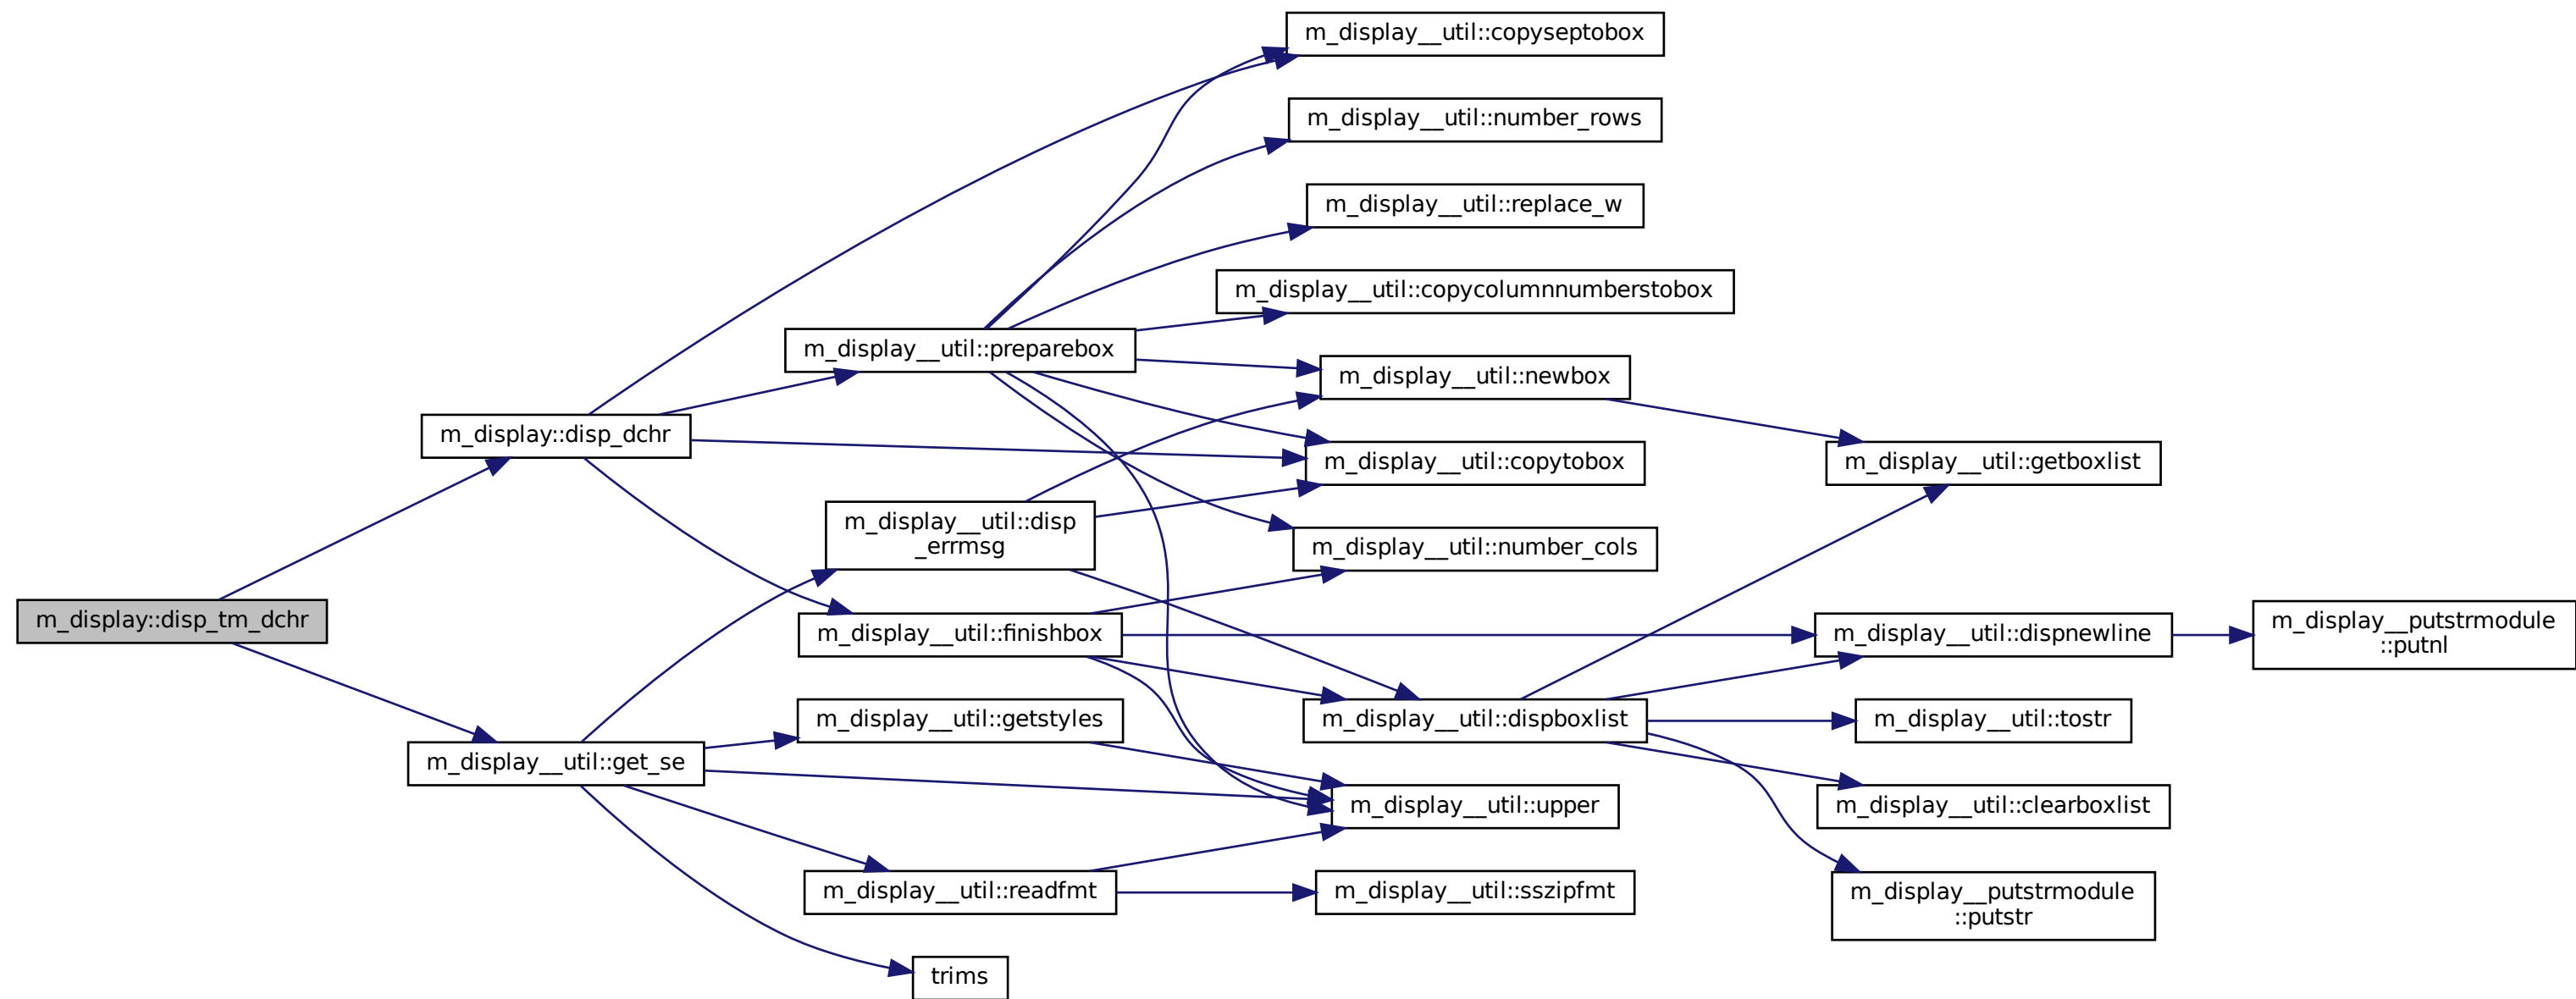 m_display::disp_tm_dchr
m_display::disp_dchr
m_display__util::get_se
m_display__util::preparebox
m_display__util::disp
_errmsg
m_display__util::finishbox
m_display__util::getstyles
m_display__util::readfmt
trims
m_display__util::copyseptobox
m_display__util::number_rows
m_display__util::replace_w
m_display__util::copycolumnnumberstobox
m_display__util::newbox
m_display__util::copytobox
m_display__util::number_cols
m_display__util::dispboxlist
m_display__util::upper
m_display__util::sszipfmt
m_display__util::getboxlist
m_display__util::dispnewline
m_display__util::tostr
m_display__util::clearboxlist
m_display__putstrmodule
::putstr
m_display__putstrmodule
::putnl